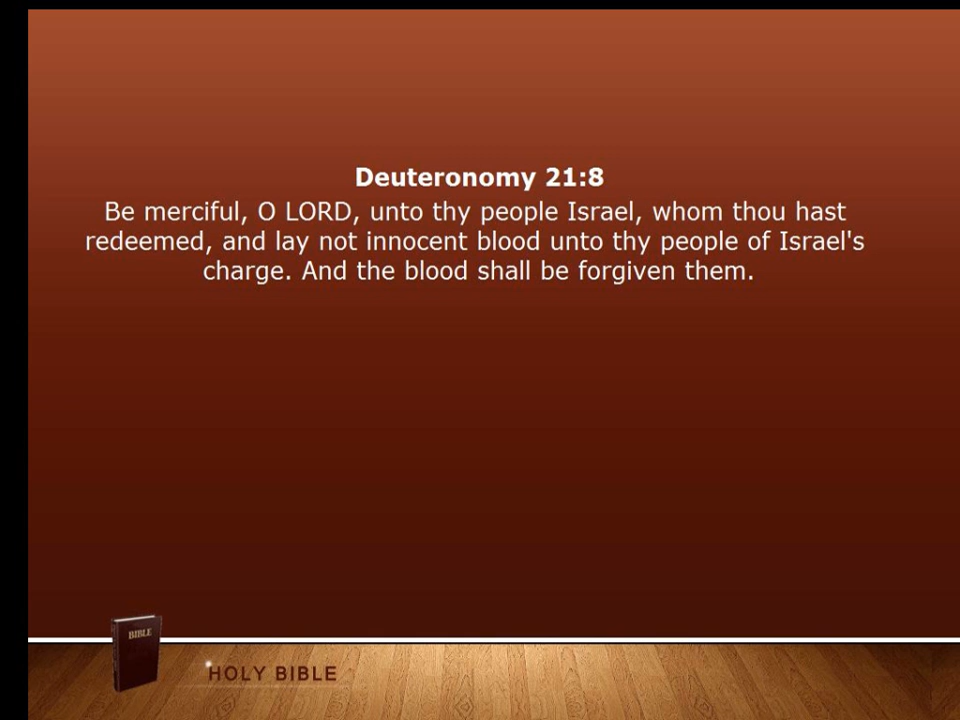 Deuteronomy 21:8
Be merciful, O LORD, unto thy people Israel, whom thou hast
redeemed, and lay not innocent blood unto thy people of Israel's
charge. And the blood shall be forgiven them.
BIBLE
HOLY BIBLE